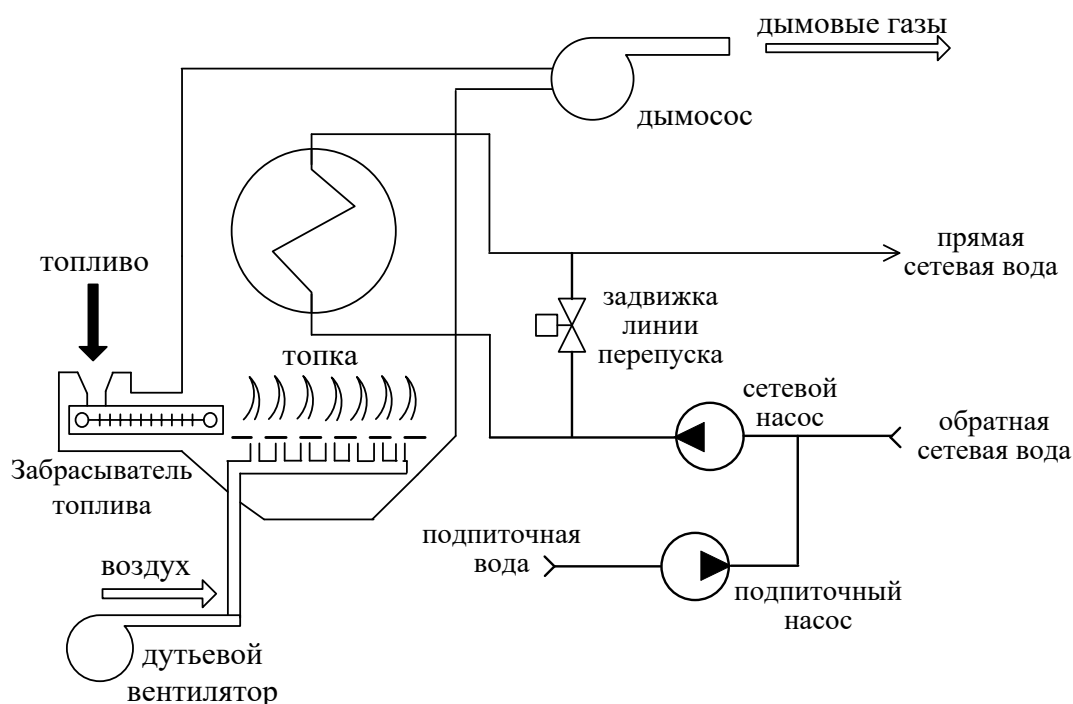 дымовые газы
дымосос
прямая
сетевая вода
топливо
задвижка
линии
перепуска
топка
сетевой
насос
обратная
сетевая вода
Забрасыватель
топлива
подпиточная
вода
воздух
подпиточный
насос
дутьевой
вентилятор